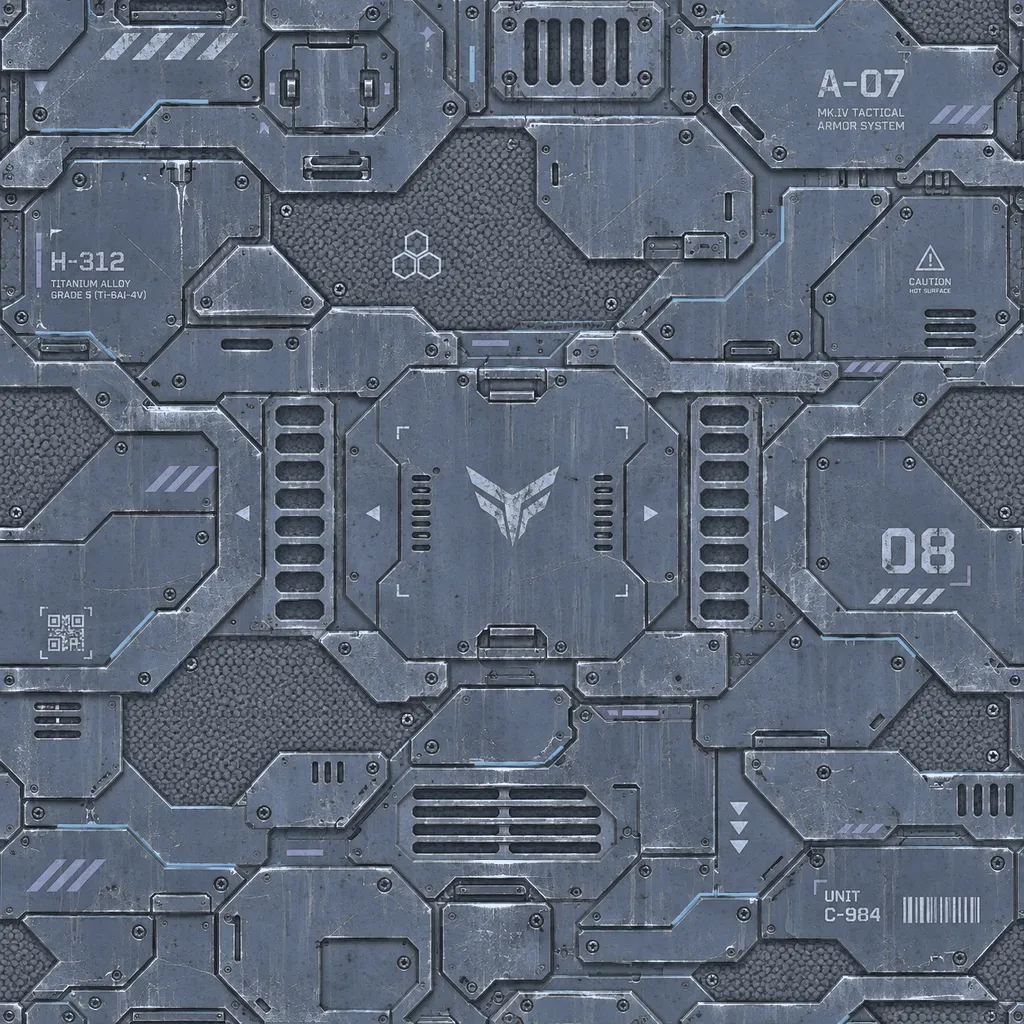 A-07
MK.IV TACTICAL
ARMOR SYSTEM
H-312
TITANIUM ALLOY
GRADE 5 (Ti-6Al-4V)
CAUTION
HOT SURFACE
08
UNIT
C-984